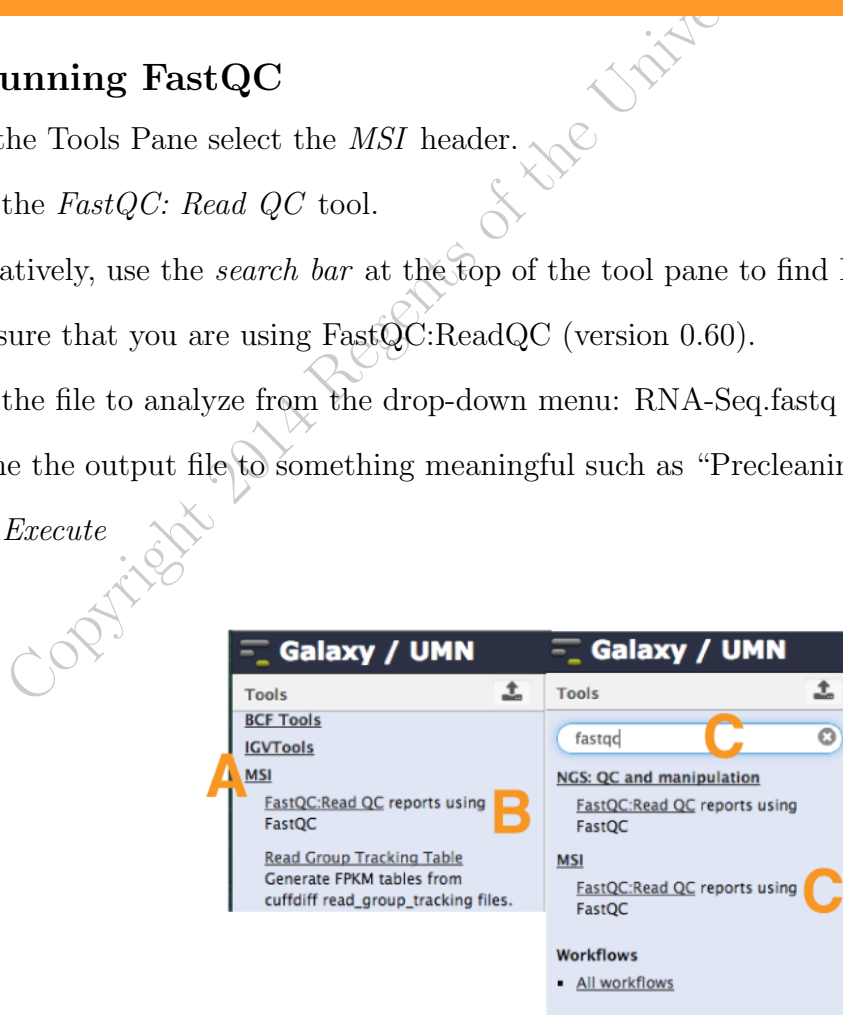 unning FastQC
the Tools Pane select the MSI header.
the FastQC: Read QC tool.
atively, use the search bar at the top of the tool pane to find
sure that you are using FastQC:ReadQC (version 0.60).
the file to analyze from the drop-down menu: RNA-Seq.fastq
ne the output file to something meaningful such as “Precleanin
Execute
Copyright 2014 Regents of the Unive
Galaxy / UMN
Tools
BCF Tools
IGVTools
A
MSI
FastQC:Read QC reports using
FastQC
B
Read Group Tracking Table
Generate FPKM tables from
cuffdiff read_group_tracking files.
Galaxy / UMN
Tools
fastqc
C
NGS: QC and manipulation
FastQC:Read QC reports using
FastQC
MSI
FastQC:Read QC reports using
FastQC
C
Workflows
▪ All workflows